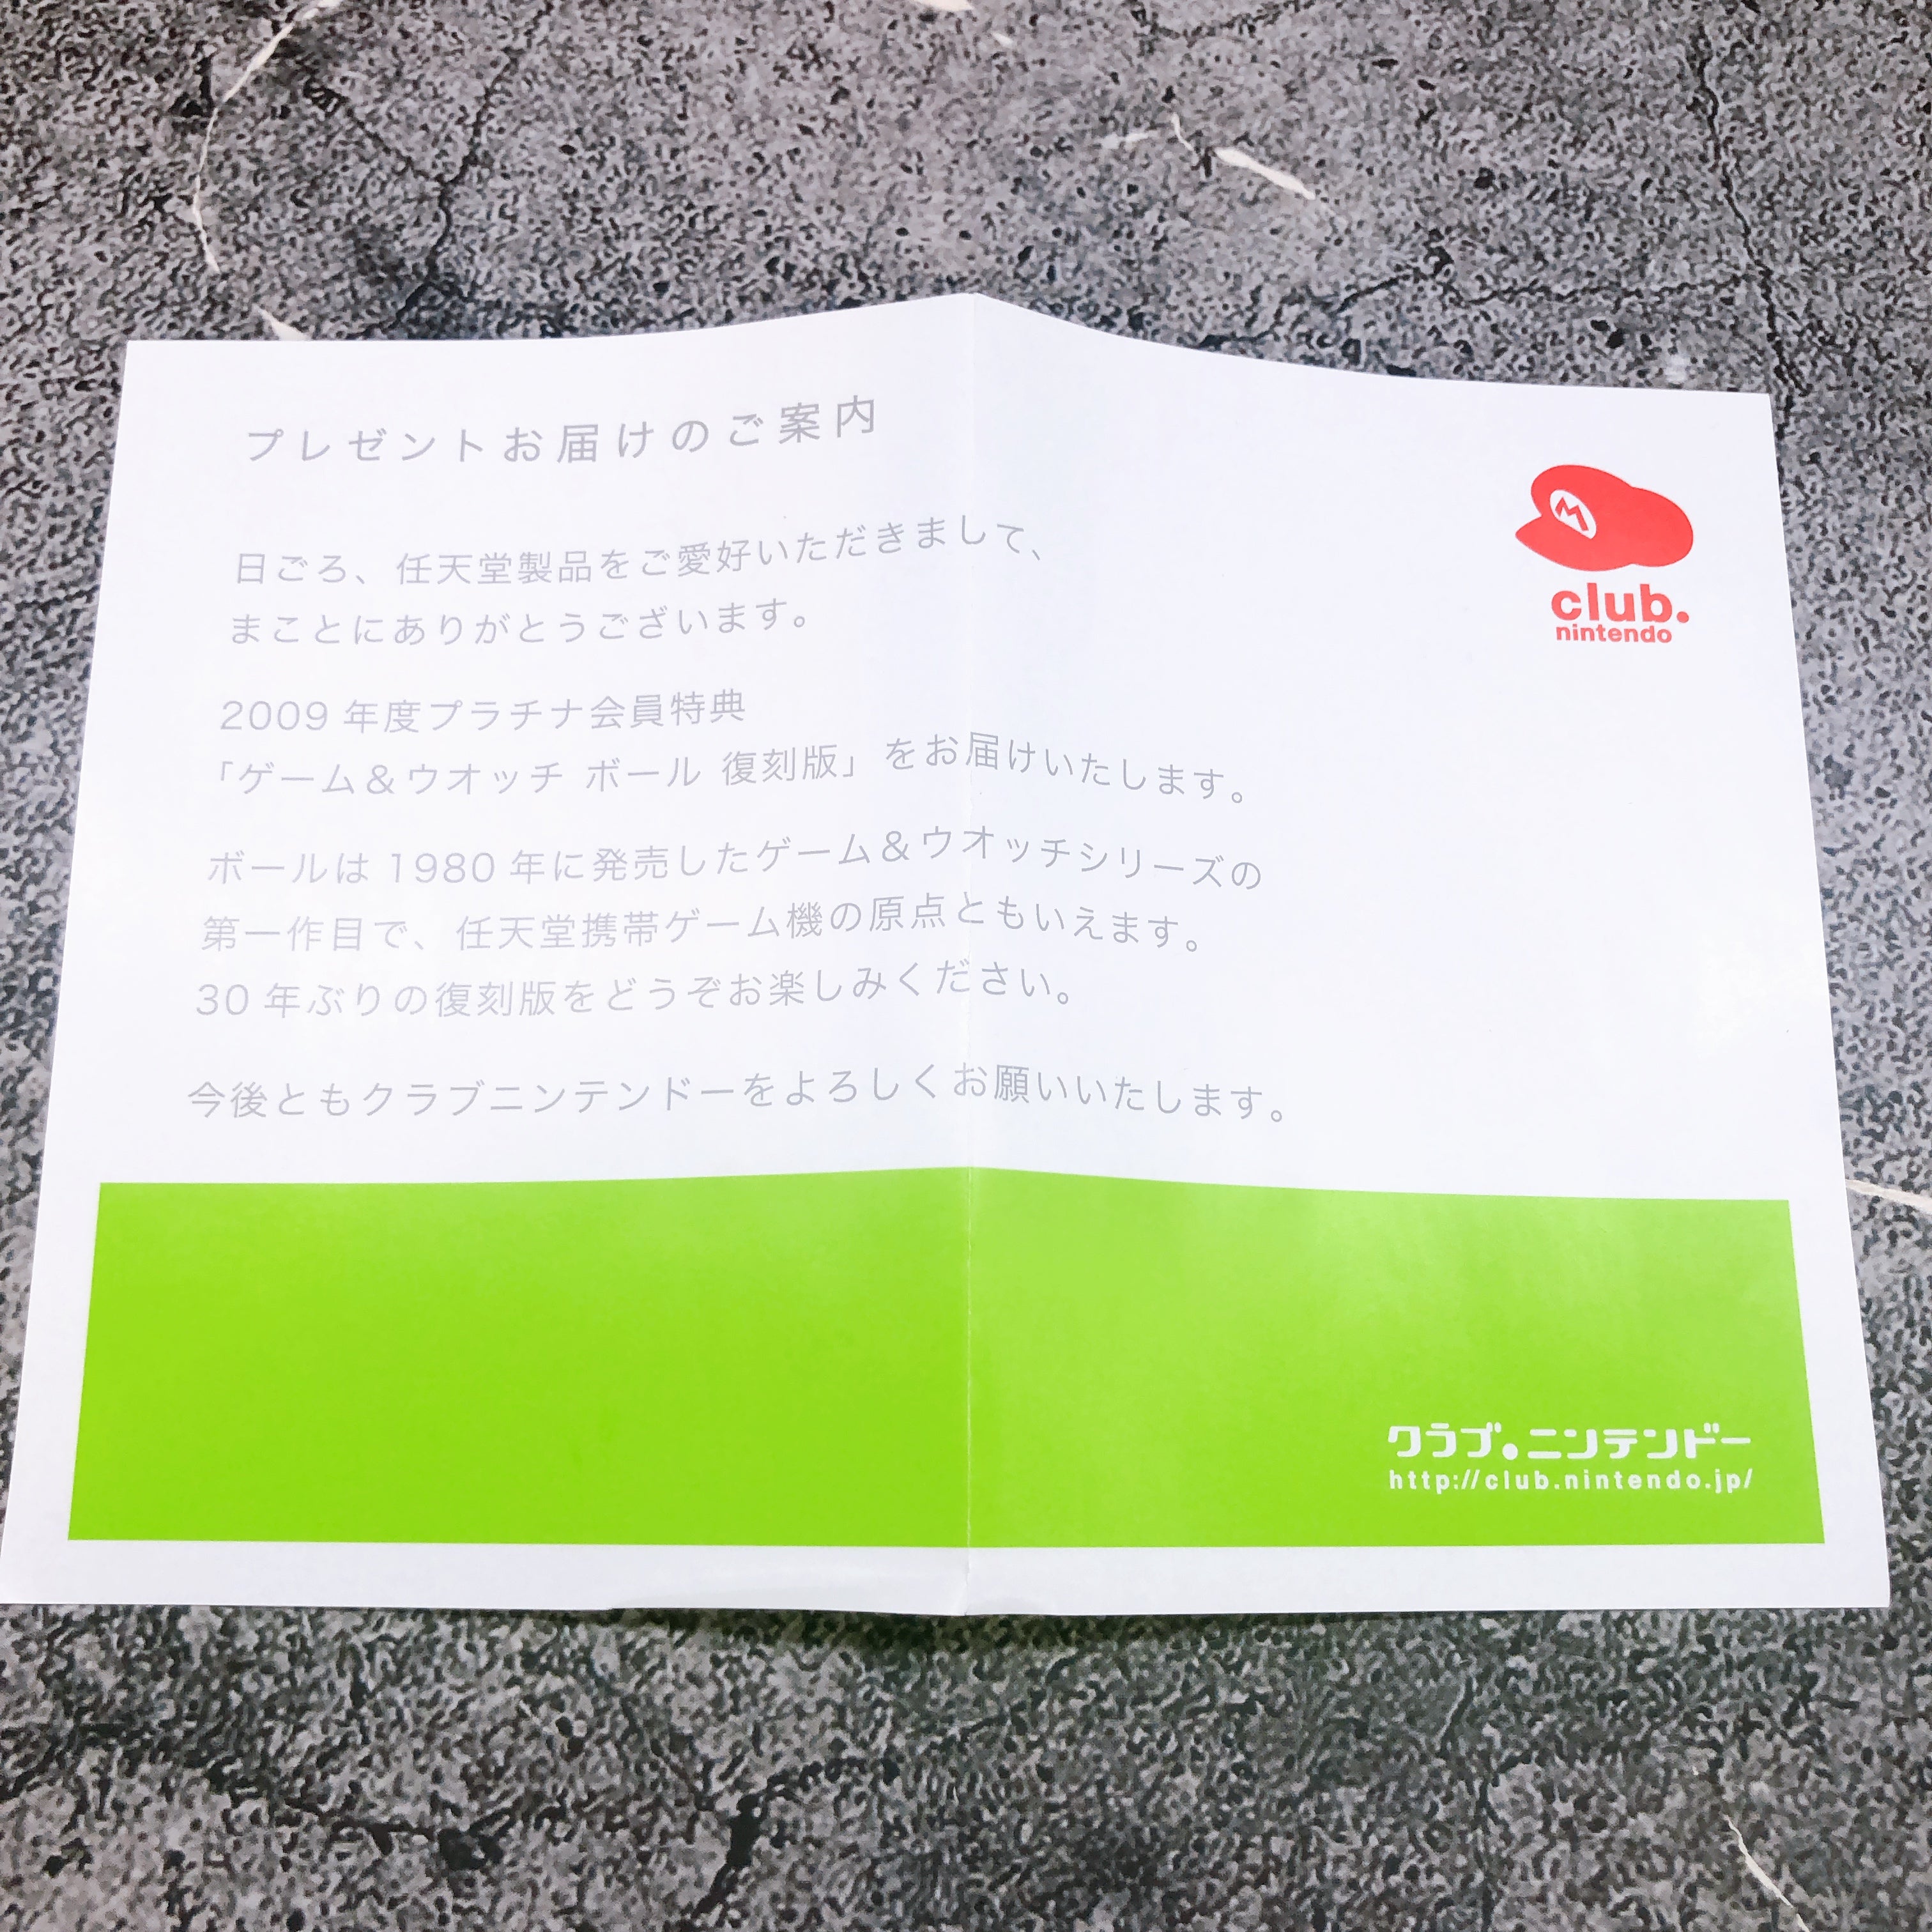 プレゼントお届けのご案内
日ごろ、任天堂製品をご愛好いただきまして、
まことにありがとうございます。
2009年度プラチナ会員特典
「ゲーム＆ウオッチ ボール 復刻版」をお届けいたします。
ボールは1980年に発売したゲーム＆ウオッチシリーズの
第一作目で、任天堂携帯ゲーム機の原点ともいえます。
30年ぶりの復刻版をどうぞお楽しみください。
今後ともクラブニンテンドーをよろしくお願いいたします。
M
club.
nintendo
クラブ・ニンテンドー
http://club.nintendo.jp/